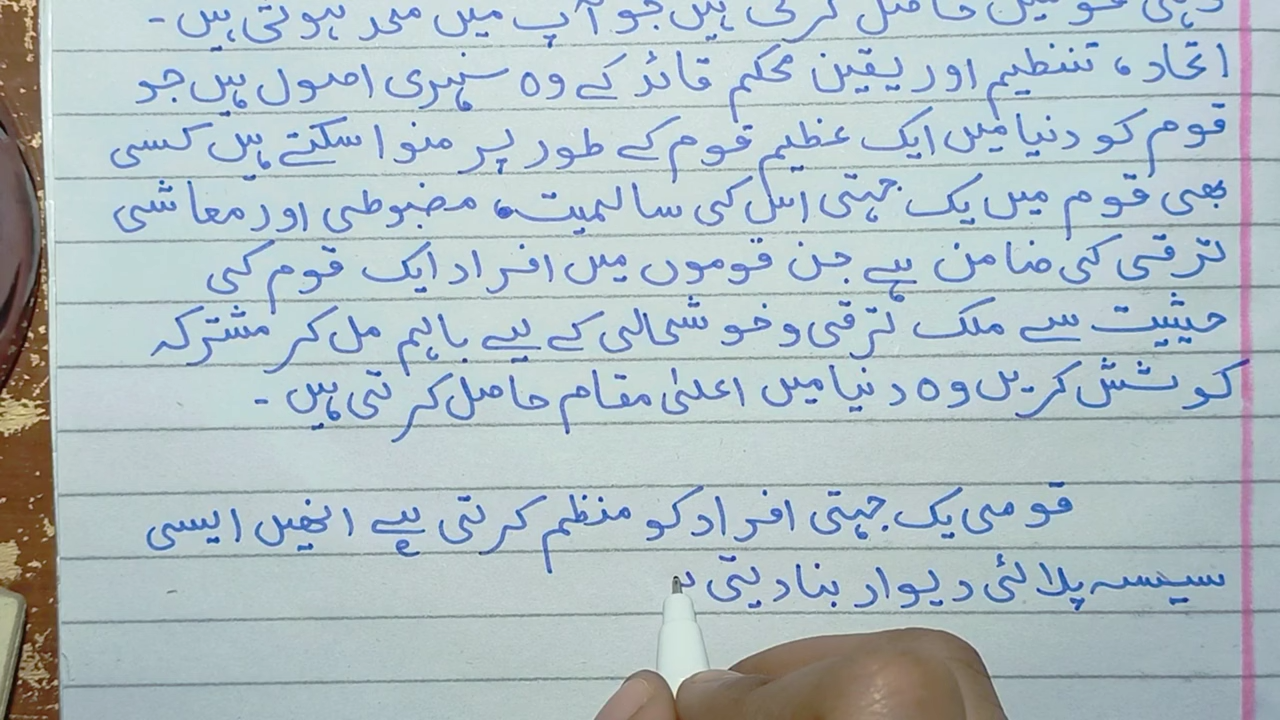 وہی قومیں حاصل کرتی ہیں جو آپ میں متحد ہوتی ہیں۔
اتحاد، تنظیم اور یقین محکم قائد کے وہ سنہری اصول ہیں جو
قوم کو دنیا میں ایک عظیم قوم کے طور پر منوا سکتے ہیں کسی
بھی قوم میں یک جہتی اس کی سالمیت، مضبوطی اور معاشی
ترقی کی ضامن ہے جن قوموں میں افراد ایک قوم کی
حیثیت سے ملک ترقی و خوشحالی کے لیے باہم مل کر مشترکہ
کوشش کریں وہ دنیا میں اعلیٰ مقام حاصل کرتی ہیں۔
قومی یک جہتی افراد کو منظم کرتی ہے انھیں ایسی
سیسہ پلائی دیوار بنا دیتی